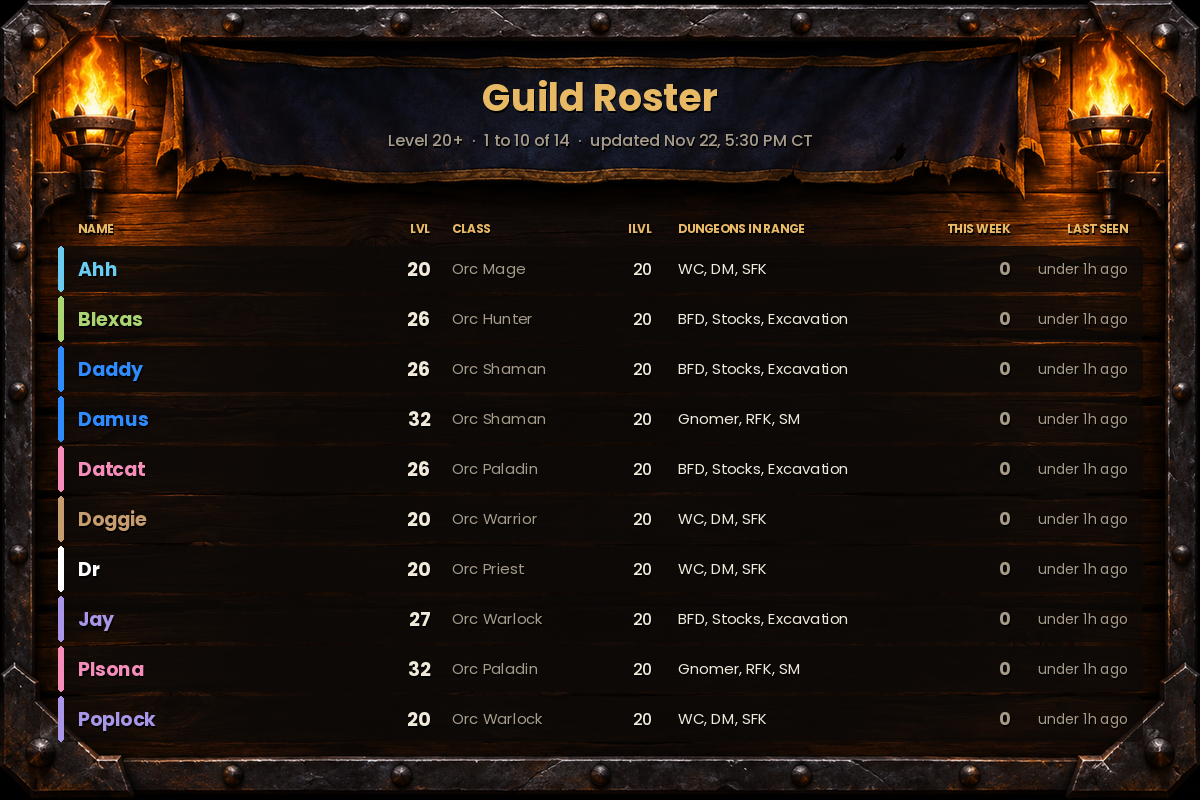 Guild Roster
Level 20+ · 1 to 10 of 14 · updated Nov 22, 5:30 PM CT
NAME LVL CLASS ILVL DUNGEONS IN RANGE THIS WEEK LAST SEEN
Ahh 20 Orc Mage 20 WC, DM, SFK 0 under 1h ago
Blexas 26 Orc Hunter 20 BFD, Stocks, Excavation 0 under 1h ago
Daddy 26 Orc Shaman 20 BFD, Stocks, Excavation 0 under 1h ago
Damus 32 Orc Shaman 20 Gnomer, RFK, SM 0 under 1h ago
Datcat 26 Orc Paladin 20 BFD, Stocks, Excavation 0 under 1h ago
Doggie 20 Orc Warrior 20 WC, DM, SFK 0 under 1h ago
Dr 20 Orc Priest 20 WC, DM, SFK 0 under 1h ago
Jay 27 Orc Warlock 20 BFD, Stocks, Excavation 0 under 1h ago
Plsona 32 Orc Paladin 20 Gnomer, RFK, SM 0 under 1h ago
Poplock 20 Orc Warlock 20 WC, DM, SFK 0 under 1h ago